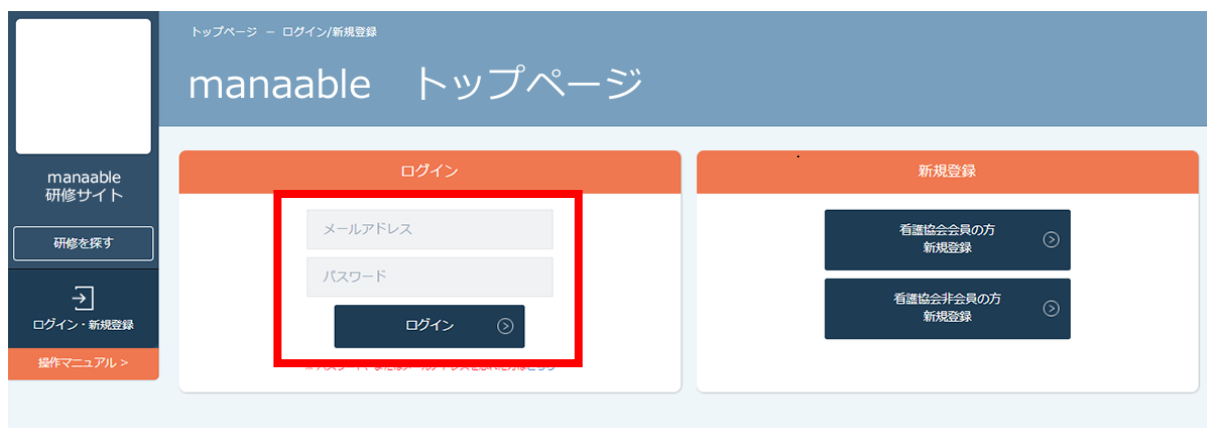 トップページ － ログイン/新規登録
manaable　トップページ
manaable
研修サイト
研修を探す
ログイン・新規登録
操作マニュアル >
ログイン
メールアドレス
パスワード
ログイン
新規登録
看護協会会員の方
新規登録
看護協会非会員の方
新規登録